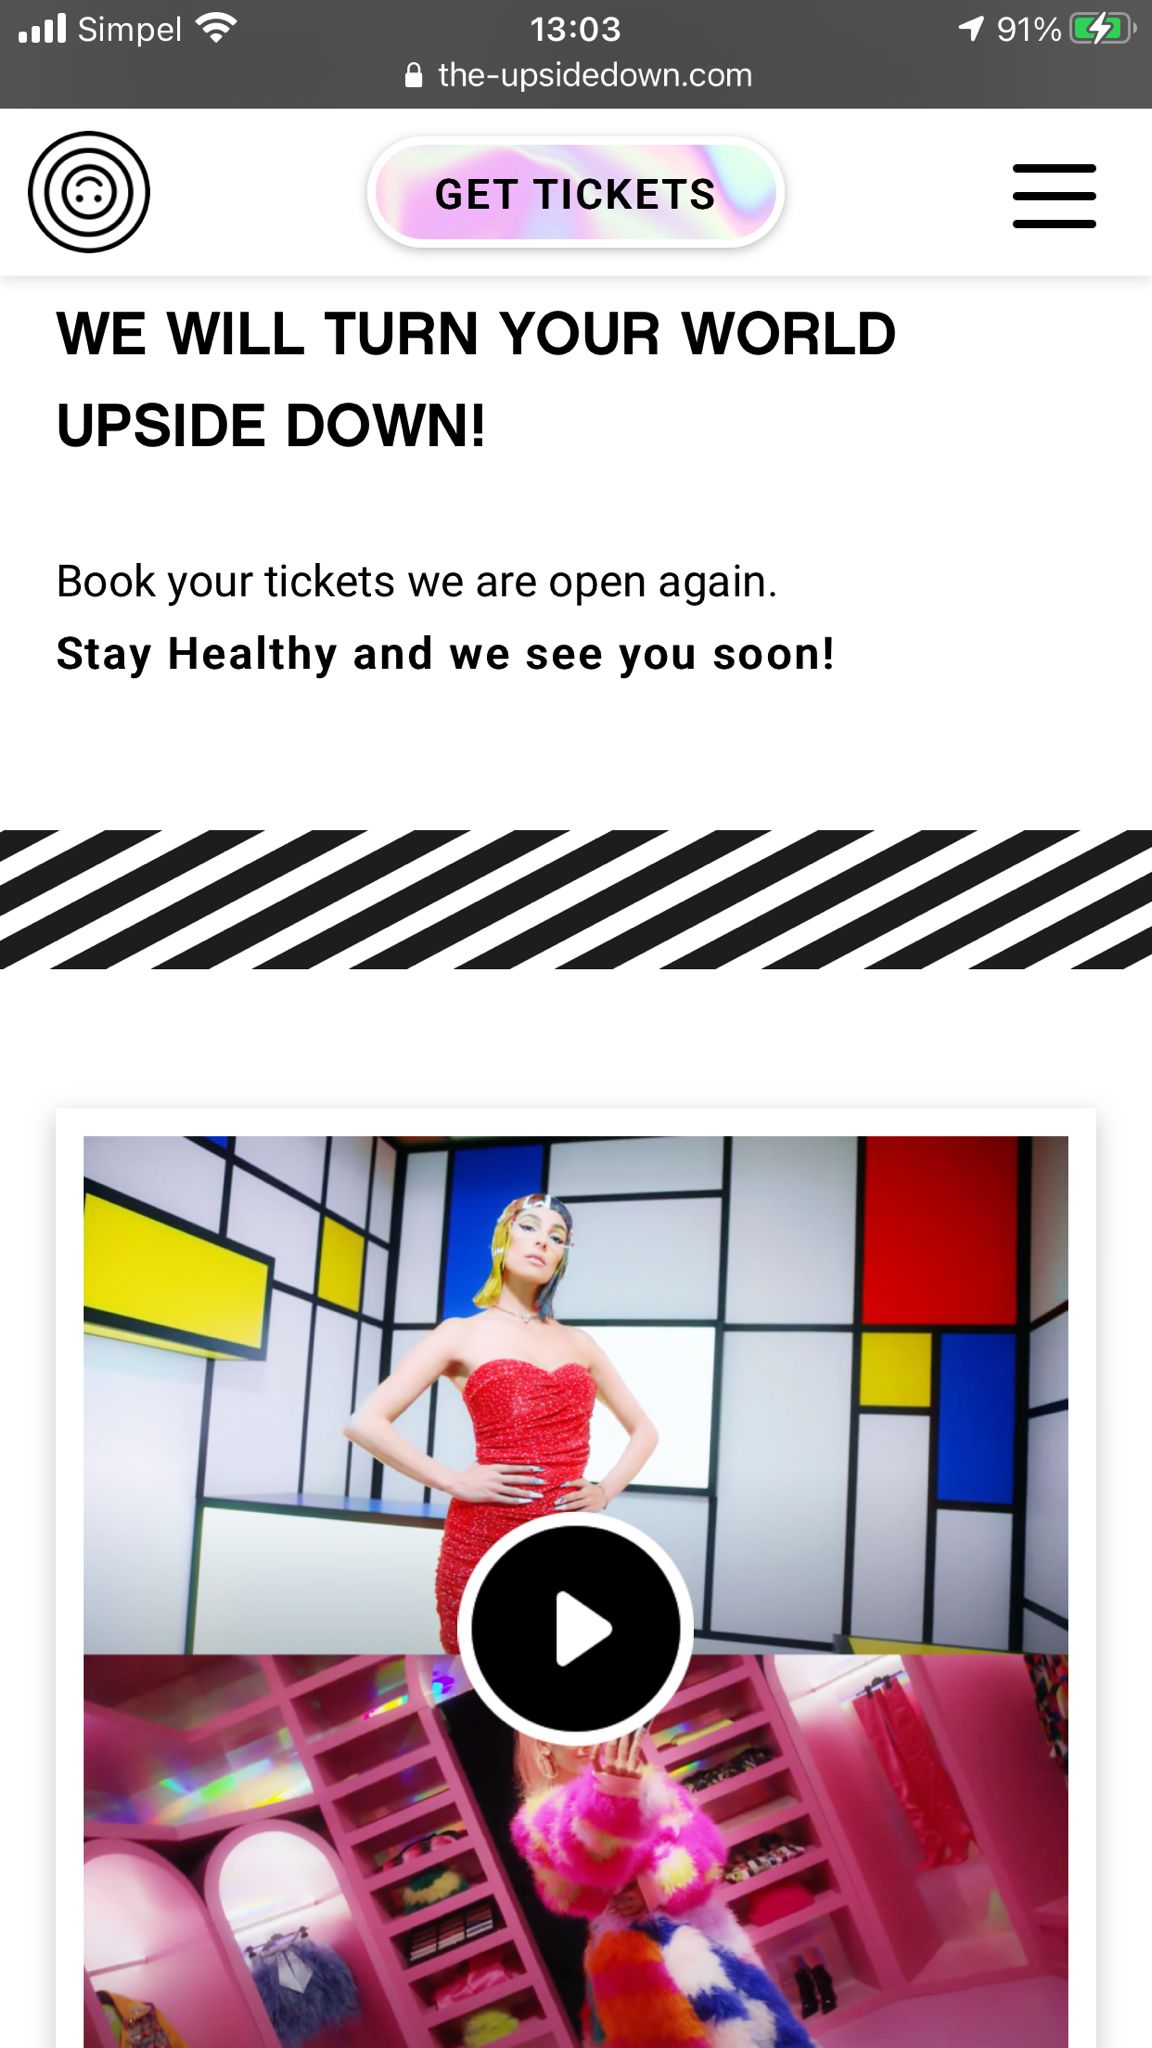 Simpel 13:03 91%
the-upsidedown.com
GET TICKETS
WE WILL TURN YOUR WORLD
UPSIDE DOWN!
Book your tickets we are open again.
Stay Healthy and we see you soon!